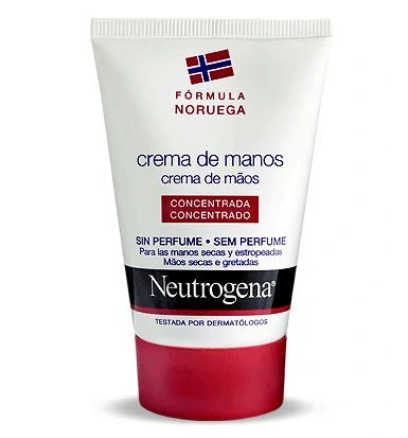 FÓRMULA
NORUEGA
crema de manos
crema de mãos
CONCENTRADA
CONCENTRADO
SIN PERFUME • SEM PERFUME
Para las manos secas y estropeadas
Mãos secas e gretadas
Neutrogena®
TESTADA POR DERMATÓLOGOS